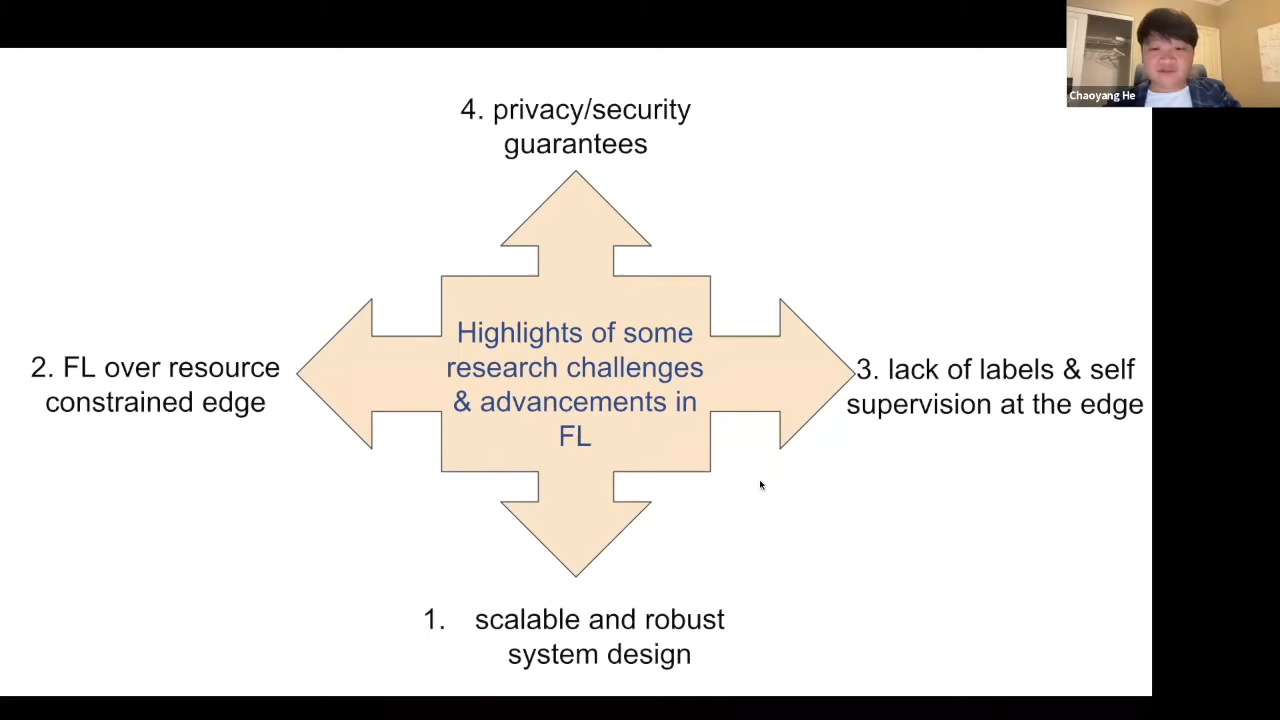 Chaoyang He
4. privacy/security
guarantees
Highlights of some
research challenges
& advancements in
FL
2. FL over resource
constrained edge
3. lack of labels & self
supervision at the edge
1. scalable and robust
system design